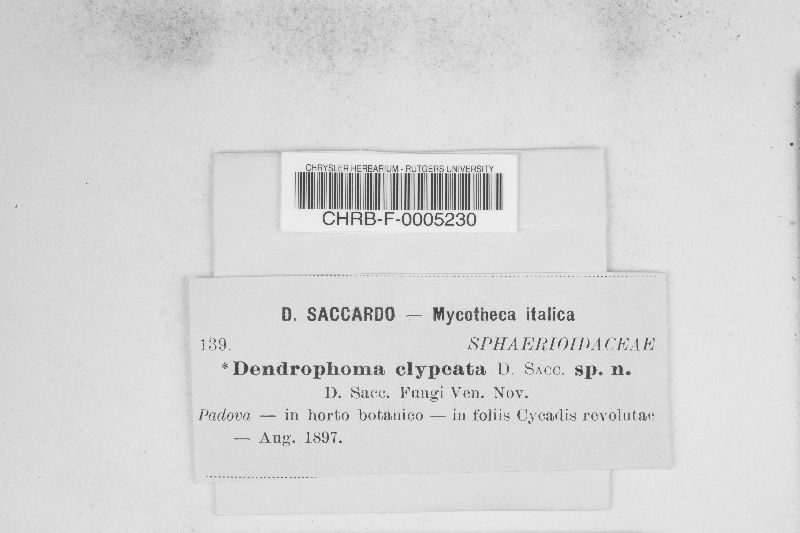 CHRYSLER HERBARIUM - RUTGERS UNIVERSITY
CHRB-F-0005230
D. SACCARDO — Mycotheca italica
139. SPHAERIOIDACEAE
*Dendrophoma clypeata D. Sacc. sp. n.
D. Sacc. Fungi Ven. Nov.
Padova — in horto botanico — in foliis Cycadis revolutae
— Aug. 1897.